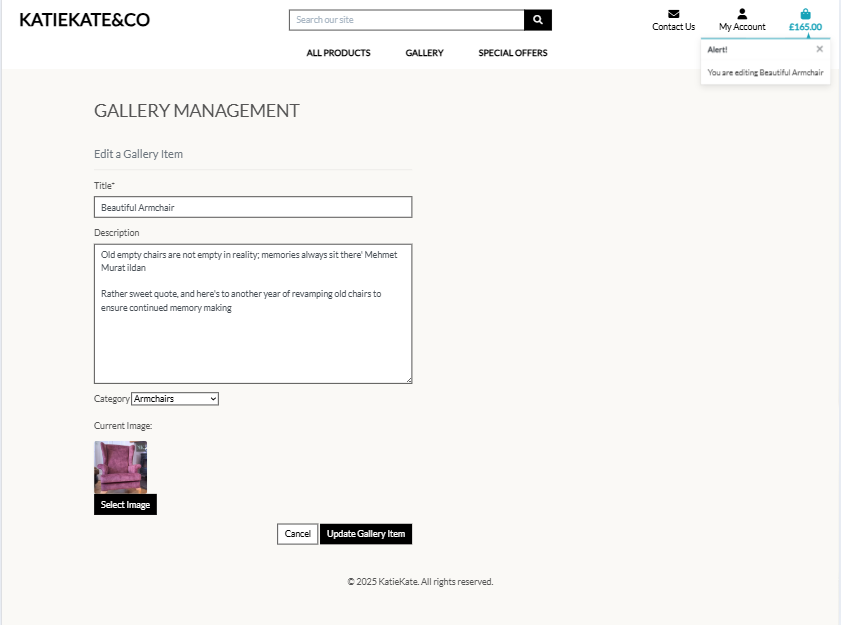 KATIEKATE&CO
Search our site
Contact Us
My Account
£165.00
ALL PRODUCTS
GALLERY
SPECIAL OFFERS
Alert!
×
You are editing Beautiful Armchair
GALLERY MANAGEMENT
Edit a Gallery Item
Title*
Beautiful Armchair
Description
Old empty chairs are not empty in reality; memories always sit there' Mehmet
Murat ildan
Rather sweet quote, and here's to another year of revamping old chairs to
ensure continued memory making
Category Armchairs
Current Image:
Select Image
Cancel
Update Gallery Item
© 2025 KatieKate. All rights reserved.